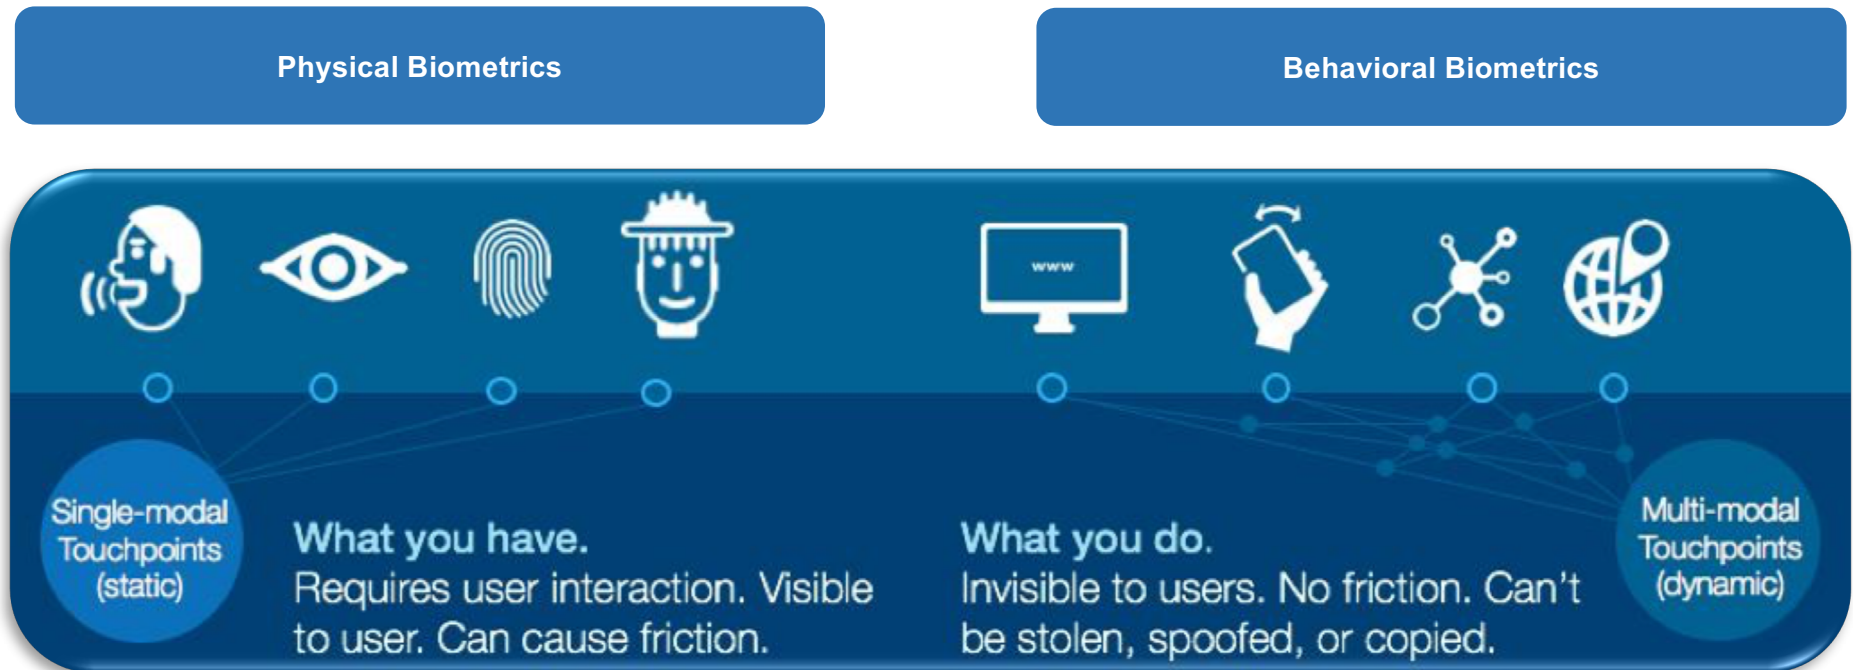 Physical Biometrics
Behavioral Biometrics
www
Single-modal
Touchpoints
(static)
What you have.
Requires user interaction. Visible
to user. Can cause friction.
What you do.
Invisible to users. No friction. Can't
be stolen, spoofed, or copied.
Multi-modal
Touchpoints
(dynamic)